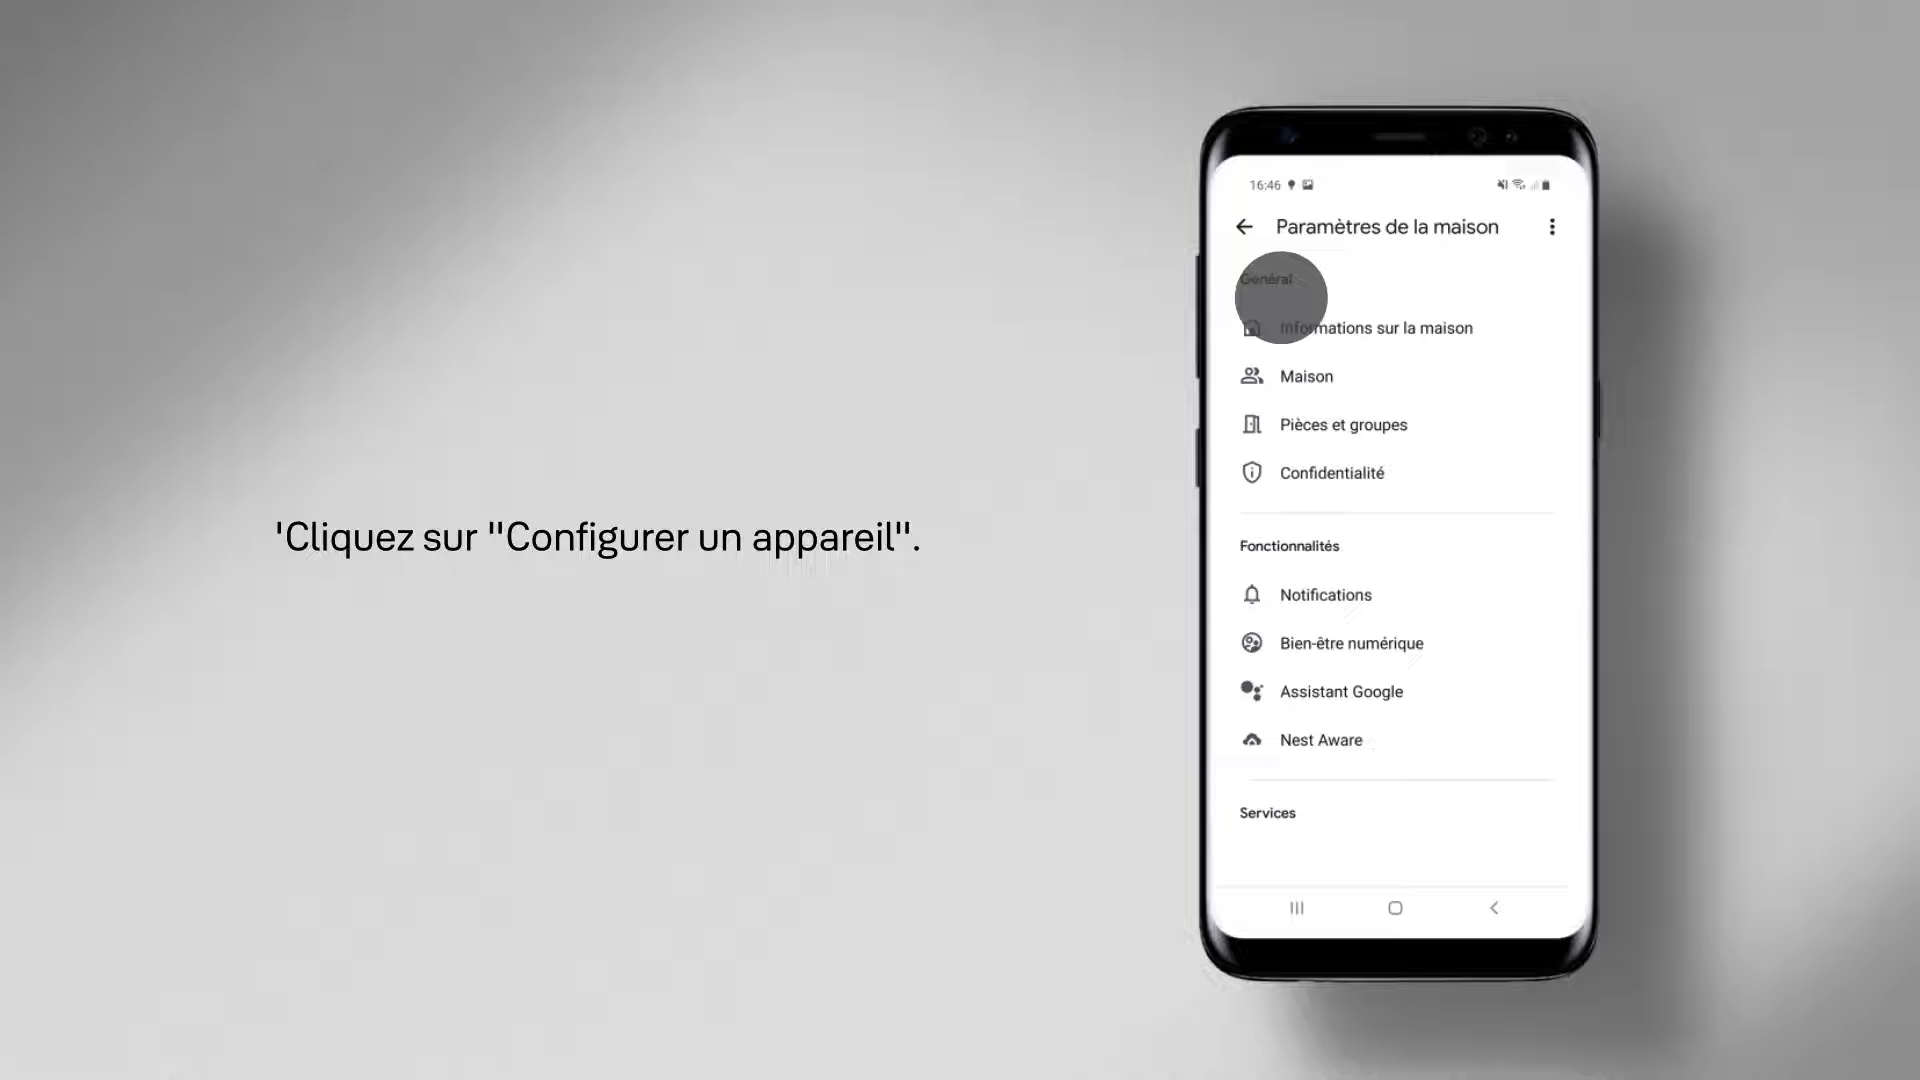 'Cliquez sur "Configurer un appareil".
16:46
Paramètres de la maison
Général
Informations sur la maison
Maison
Pièces et groupes
Confidentialité
Fonctionnalités
Notifications
Bien-être numérique
Assistant Google
Nest Aware
Services